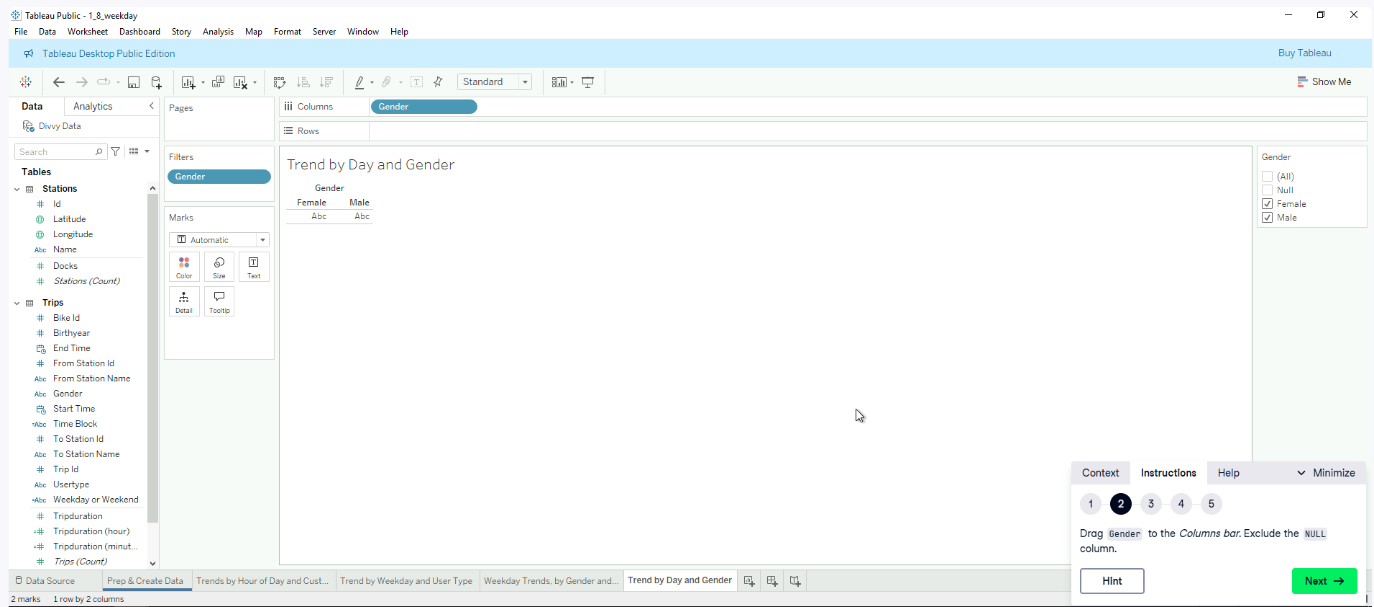 Tableau Public - 1_8_weekday
File Data Worksheet Dashboard Story Analysis Map Format Server Window Help
Tableau Desktop Public Edition
Buy Tableau
Standard
Show Me
Data Analytics
Divvy Data
Search
Tables
Stations
# Id
Latitude
Longitude
Abc Name
# Docks
# Stations (Count)
Trips
# Bike Id
# Birthyear
End Time
# From Station Id
Abc From Station Name
Abc Gender
Start Time
=Abc Time Block
# To Station Id
Abc To Station Name
# Trip Id
Abc Usertype
=Abc Weekday or Weekend
# Tripduration
=# Tripduration (hour)
=# Tripduration (minut...
# Trips (Count)
Pages
Filters
Gender
Marks
Automatic
Color Size Text
Detail Tooltip
Columns Gender
Rows
Trend by Day and Gender
Gender
Female Male
Abc Abc
Gender
(All)
Null
Female
Male
Context Instructions Help Minimize
1 2 3 4 5
Drag Gender to the Columns bar. Exclude the NULL
column.
Hint Next →
Data Source Prep & Create Data Trends by Hour of Day and Cust... Trend by Weekday and User Type Weekday Trends, by Gender and... Trend by Day and Gender
2 marks 1 row by 2 columns